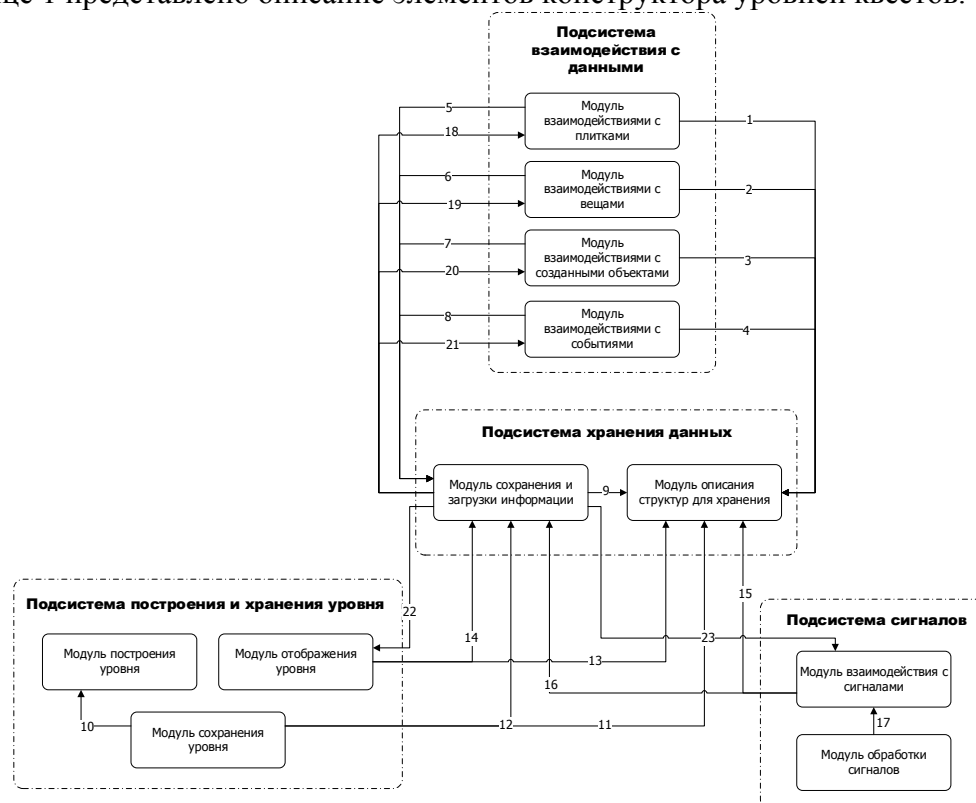 це 1 представлено описание элементов конструктора уровней квестов.
Подсистема
взаимодействия с
данными
Модуль
взаимодействиями с
плитками
5
18
1
Модуль
взаимодействиями с
вещами
6
19
2
Модуль
взаимодействиями с
созданными объектами
7
20
3
Модуль
взаимодействиями с
событиями
8
21
4
Подсистема хранения данных
Модуль сохранения и
загрузки информации
9
Модуль описания
структур для хранения
Подсистема построения и хранения уровня
22
14
13
23
15
16
Модуль построения
уровня
Модуль отображения
уровня
10
Модуль сохранения
уровня
12
11
Подсистема сигналов
Модуль взаимодействия с
сигналами
17
Модуль обработки
сигналов